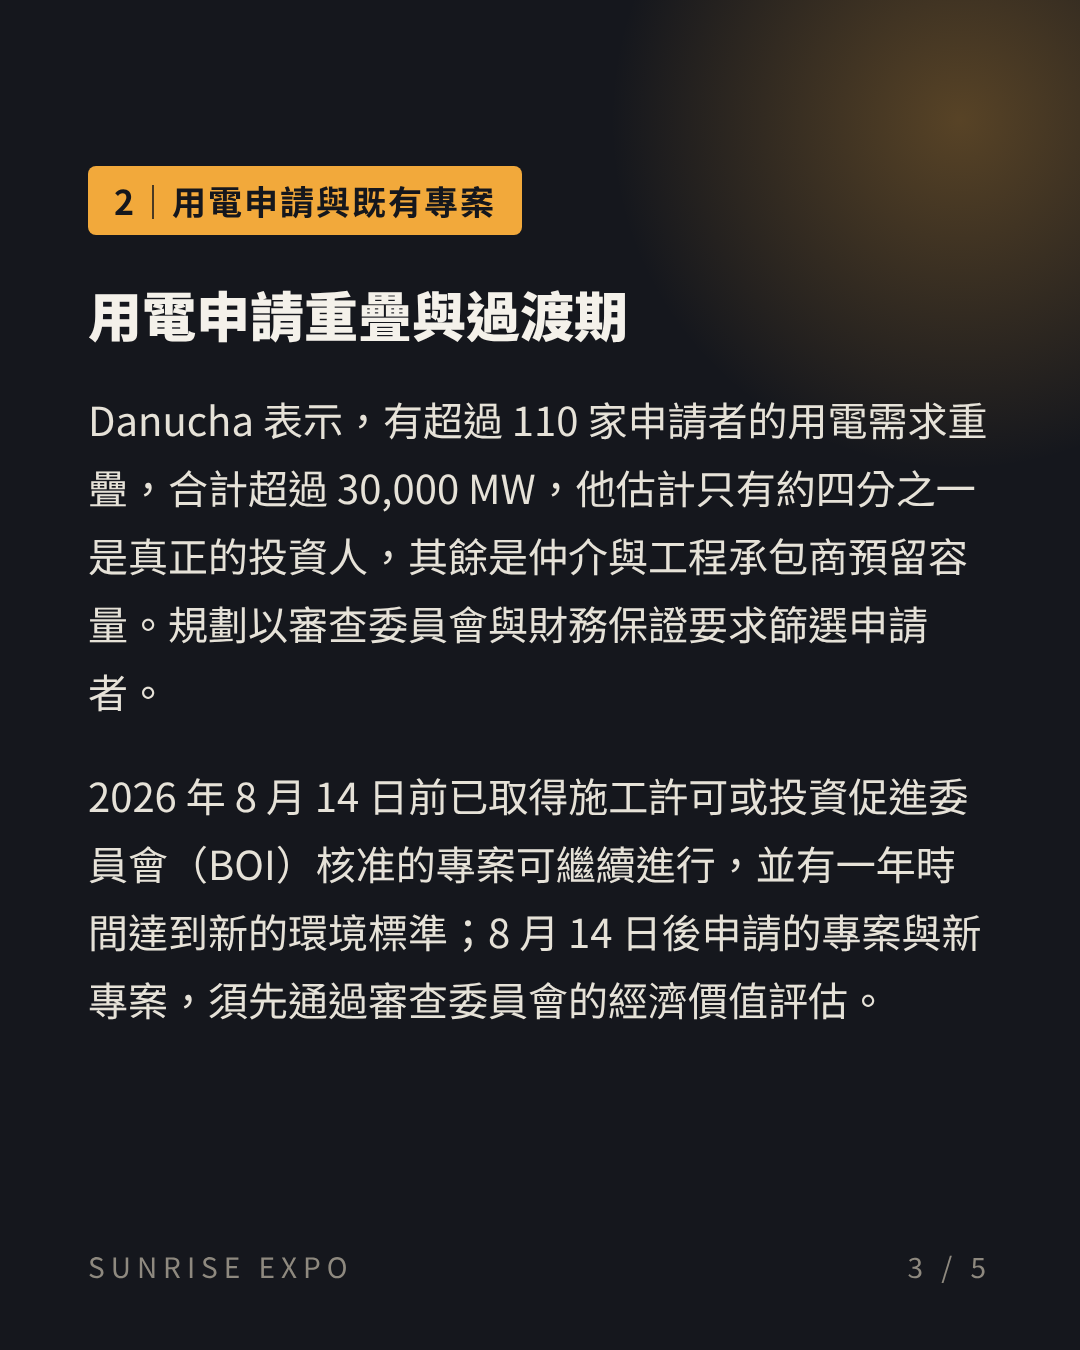 2｜用電申請與既有專案
用電申請重疊與過渡期
Danucha 表示，有超過 110 家申請者的用電需求重
疊，合計超過 30,000 MW，他估計只有約四分之一
是真正的投資人，其餘是仲介與工程承包商預留容
量。規劃以審查委員會與財務保證要求篩選申請
者。
2026 年 8 月 14 日前已取得施工許可或投資促進委
員會（BOI）核准的專案可繼續進行，並有一年時
間達到新的環境標準；8 月 14 日後申請的專案與新
專案，須先通過審查委員會的經濟價值評估。
SUNRISE EXPO
3 / 5